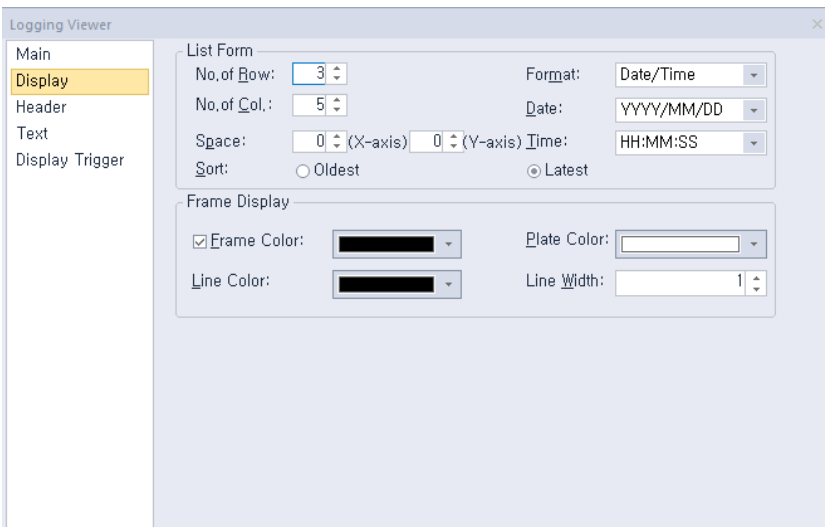 Logging Viewer
Main
Display
Header
Text
Display Trigger
List Form
No. of Row: 3 Format: Date/Time
No. of Col.: 5 Date: YYYY/MM/DD
Space: 0 (X-axis) 0 (Y-axis) Time: HH:MM:SS
Sort: Oldest Latest
Frame Display
Frame Color: Plate Color:
Line Color: Line Width: 1